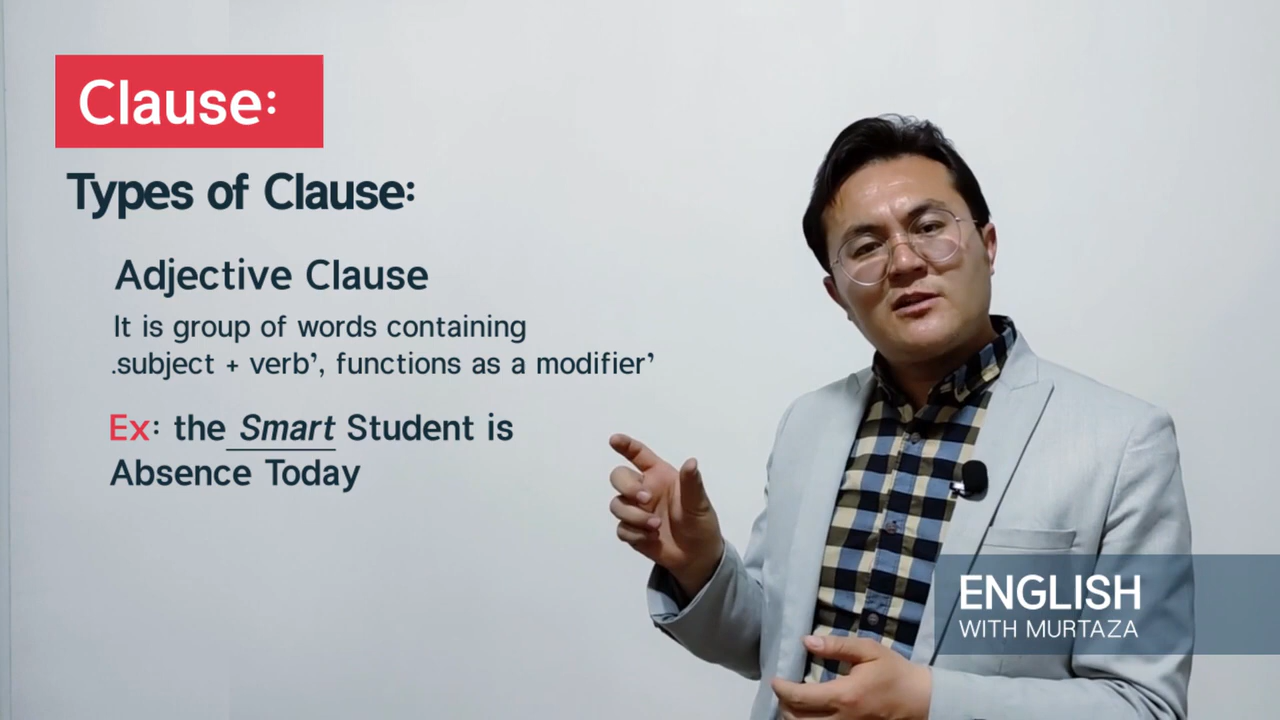 Clause:
Types of Clause:
Adjective Clause
It is group of words containing
.subject + verb’, functions as a modifier’
Ex: the Smart Student is
Absence Today
ENGLISH
WITH MURTAZA